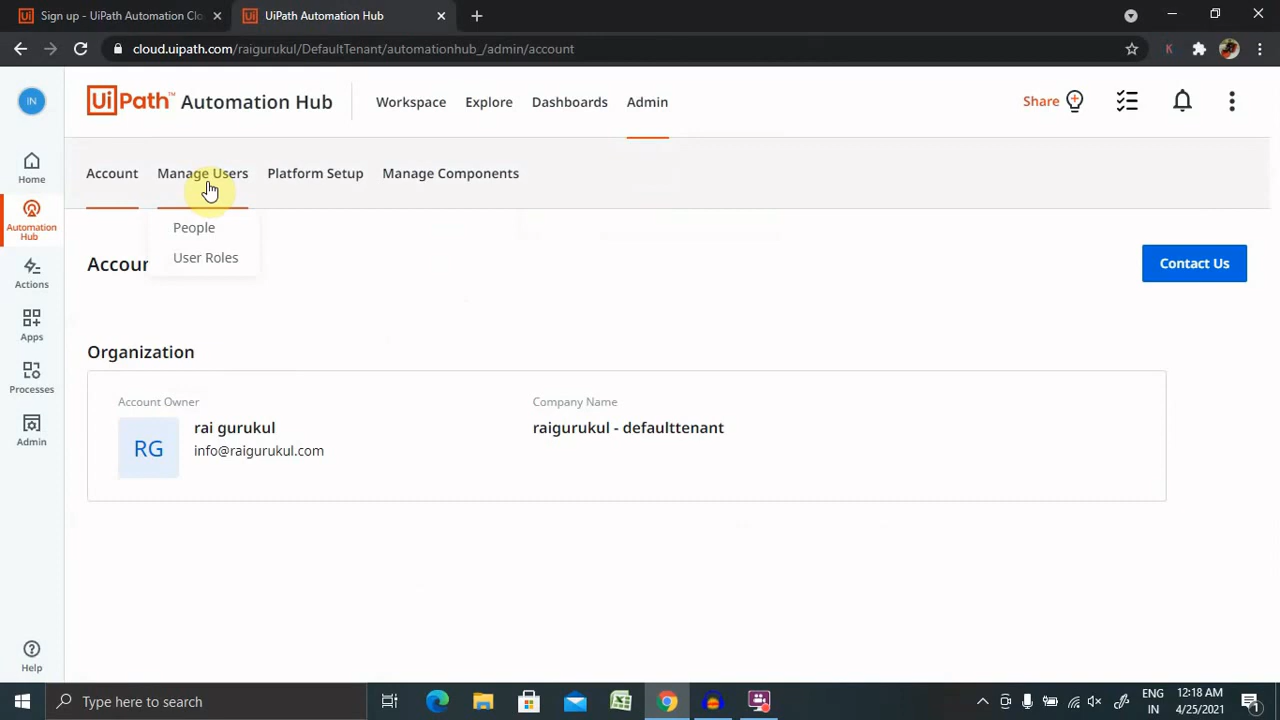 Sign up - UiPath Automation Clo
UiPath Automation Hub
cloud.uipath.com/raigurukul/DefaultTenant/automationhub_/admin/account
K
IN
UiPath™ Automation Hub
Workspace
Explore
Dashboards
Admin
Share
Home
Automation
Hub
Actions
Apps
Processes
Admin
Help
Account
Manage Users
Platform Setup
Manage Components
People
User Roles
Accoun
Contact Us
Organization
Account Owner
Company Name
RG
rai gurukul
info@raigurukul.com
raigurukul - defaulttenant
Type here to search
ENG
IN
12:18 AM
4/25/2021
1